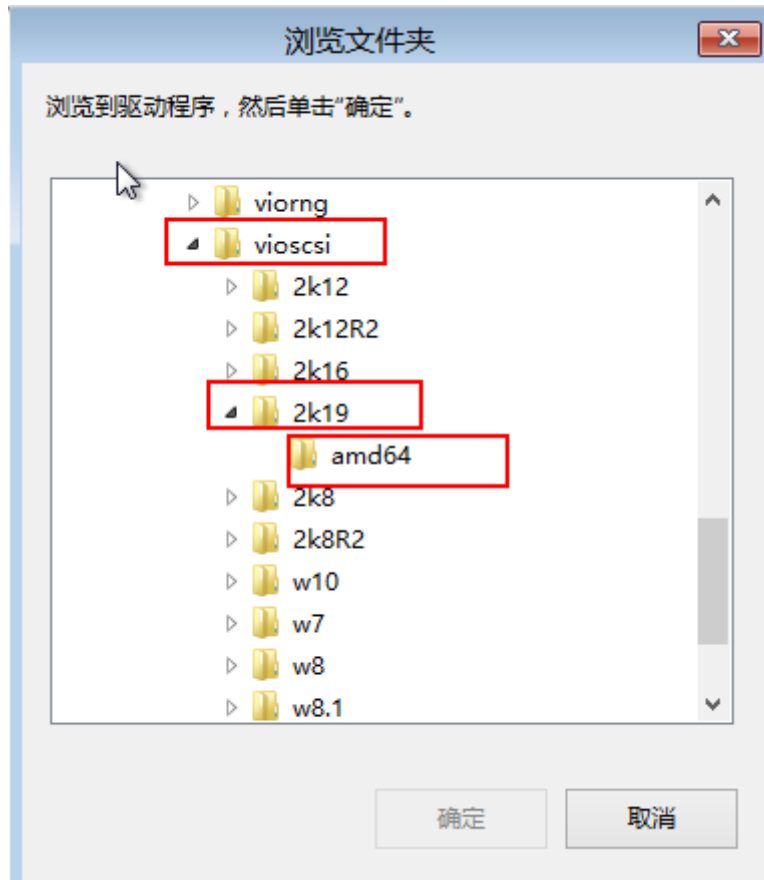 浏览文件夹
浏览到驱动程序，然后单击“确定”。
viorng
vioscsi
2k12
2k12R2
2k16
2k19
amd64
2k8
2k8R2
w10
w7
w8
w8.1
确定
取消